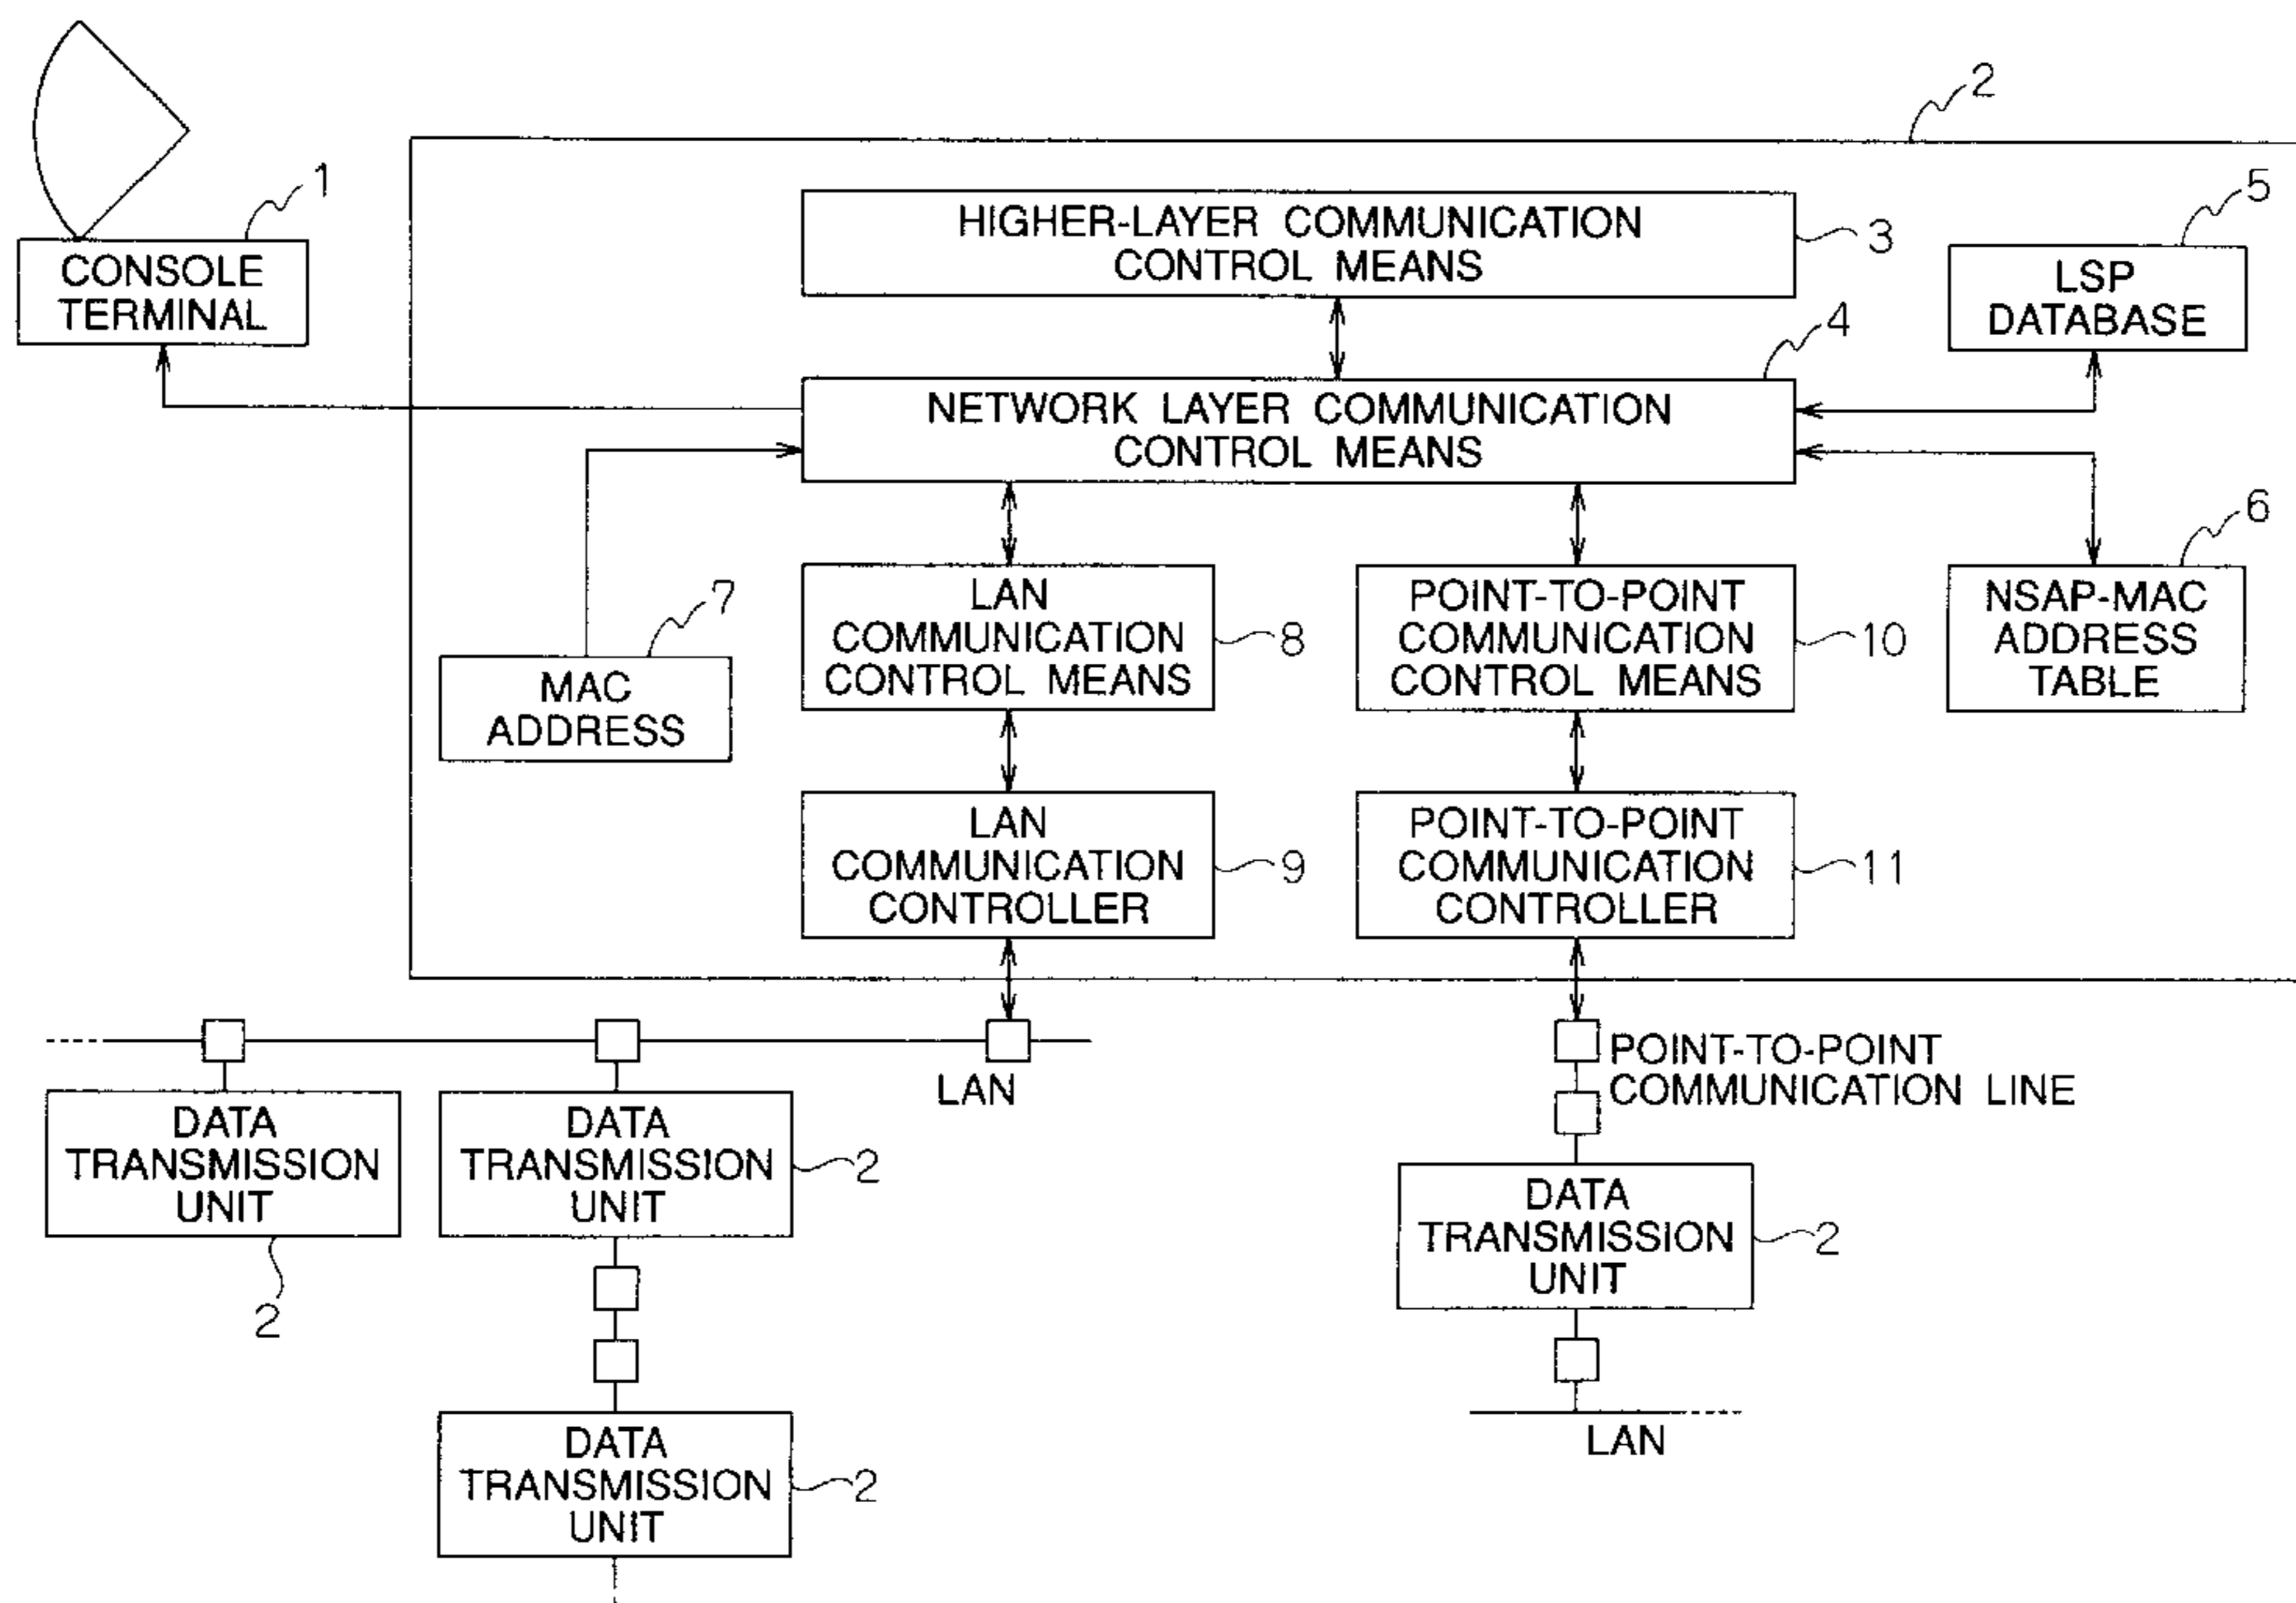 2
1
CONSOLE
TERMINAL
HIGHER-LAYER COMMUNICATION
CONTROL MEANS
3
5
LSP
DATABASE
4
NETWORK LAYER COMMUNICATION
CONTROL MEANS
7
MAC
ADDRESS
LAN
COMMUNICATION
CONTROL MEANS
8
POINT-TO-POINT
COMMUNICATION
CONTROL MEANS
10
6
NSAP-MAC
ADDRESS
TABLE
LAN
COMMUNICATION
CONTROLLER
9
POINT-TO-POINT
COMMUNICATION
CONTROLLER
11
LAN
POINT-TO-POINT
COMMUNICATION LINE
DATA
TRANSMISSION
UNIT
2
DATA
TRANSMISSION
UNIT
2
DATA
TRANSMISSION
UNIT
2
DATA
TRANSMISSION
UNIT
2
LAN